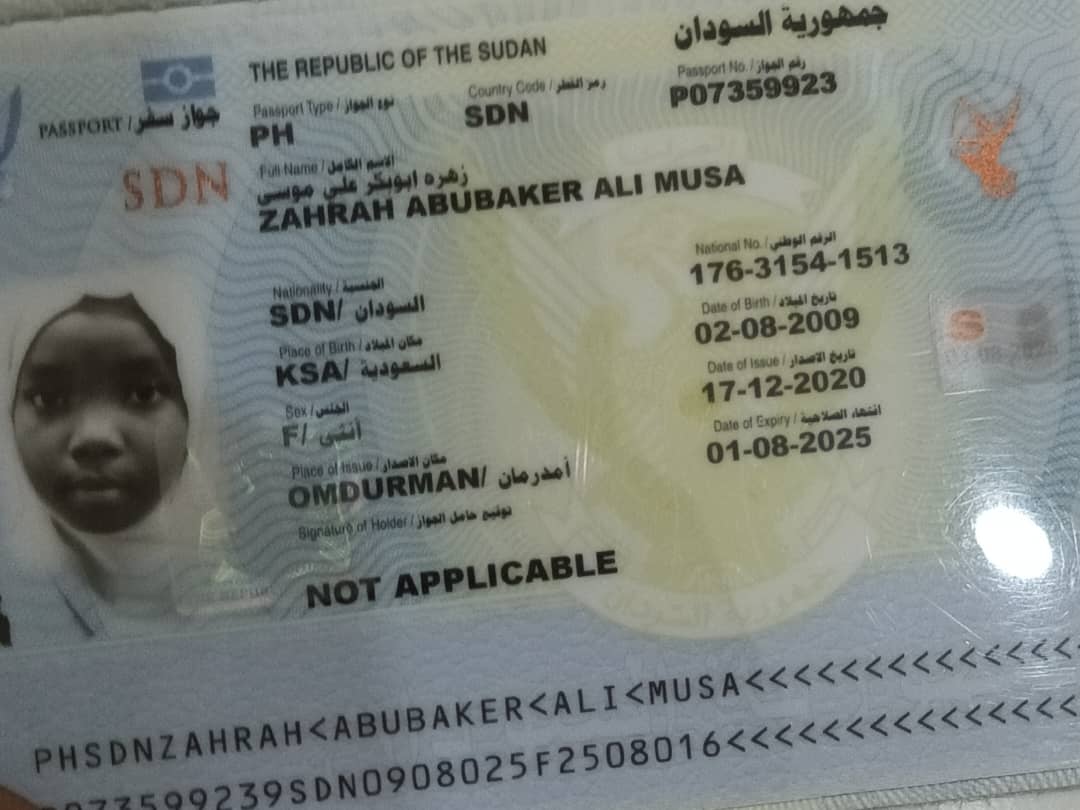 جمهورية السودان
THE REPUBLIC OF THE SUDAN
PASSPORT / جواز سفر
Passport Type / نوع الجواز
PH
Country Code / رمز القطر
SDN
Passport No. / رقم الجواز
P07359923
SDN
Full Name / الاسم الكامل
زهره ابوبكر علي موسى
ZAHRAH ABUBAKER ALI MUSA
National No. / الرقم الوطني
176-3154-1513
Nationality / الجنسية
SDN/ السودان
Date of Birth / تاريخ الميلاد
02-08-2009
Place of Birth / مكان الميلاد
KSA/ السعودية
Date of Issue / تاريخ الاصدار
17-12-2020
Sex / الجنس
F/ أنثى
Date of Expiry / انتهاء الصلاحية
01-08-2025
Place of Issue / مكان الاصدار
OMDURMAN/ أمدرمان
Signature of Holder / توقيع حامل الجواز
NOT APPLICABLE
PHSDNZAHRAH<ABUBAKER<ALI<MUSA<<<<<<<<<<<<<<<
073599239SDN0908025F2508016<<<<<<<<<<<<<<<